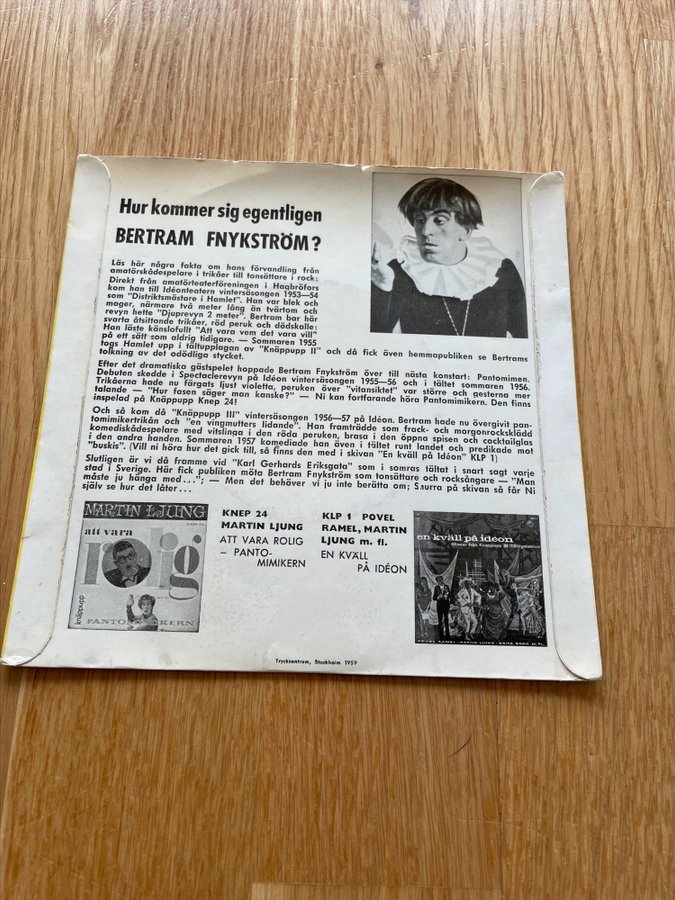 Hur kommer sig egentligen
BERTRAM FNYKSTRÖM?
Läs här några fakta om hans förvandling från
amatörskådespelare i trikåer till tonsättare i rock:
Direkt från amatörteaterföreningen i Hagbröfors
kom han till Idéonteatern vintersäsongen 1953—54
som "Distriktsmästare i Hamlet". Han var blek och
mager, närmare två meter lång än tvärtom och
revyn hette "Djuprevyn 2 meter". Bertram bar här
svarta åtsittande trikåer, röd peruk och dödskalle:
Han läste känslofullt "Att vara vem det vara vill"
på ett sätt som aldrig tidigare. — Sommaren 1955
togs Hamlet upp i tältupplagan av "Knäppupp II" och då fick även hemmapubliken se Bertrams
tolkning av det odödliga stycket.
Efter det dramatiska gästspelet hoppade Bertram Fnykström över till nästa konstart: Pantomimen.
Debuten skedde i Spectaclerevyn på Idéon vintersäsongen 1955—56 och i tältet sommaren 1956.
Trikåerna hade nu färgats ljust violetta, peruken över "vitansiktet" var större och gesterna mer
talande — "Hur fasen säger man kanske?" — Ni kan fortfarande höra Pantomimikern. Den finns
inspelad på Knäppupp Knep 24!
Och så kom då "Knäppupp III" vintersäsongen 1956—57 på Idéon. Bertram hade nu övergivit pan-
tomimikertrikån och "en vingmutters lidande". Han framträdde som frack- och morgonrocksklädd
komediskådespelare med vitslinga i den röda peruken, brasa i den öppna spisen och cocktailglas
i den andra handen. Sommaren 1957 komediade han även i tältet runt landet och predikade mot
"buskis". (Vill ni höra hur det gick till, så finns den med i skivan "En kväll på Idéon" KLP 1)
Slutligen är vi då framme vid "Karl Gerhards Eriksgata" som i somras tältat i snart sagt varje
stad i Sverige. Här fick publiken möta Bertram Fnykström som tonsättare och rocksångare — "Man
måste ju hänga med..."; — Men det behöver vi ju inte berätta om; Snurra på skivan så får Ni
själv se hur det låter...
MARTIN LJUNG
att vara
rolig
knäppupp
PANTOMIMIKERN
KNEP 24
MARTIN LJUNG
ATT VARA ROLIG
– PANTO-
MIMIKERN
KLP 1 POVEL
RAMEL, MARTIN
LJUNG m. fl.
EN KVÄLL
PÅ IDÉON
en kväll på idéon
POVEL RAMEL · MARTIN LJUNG
Tryckcentrum, Stockholm 1959